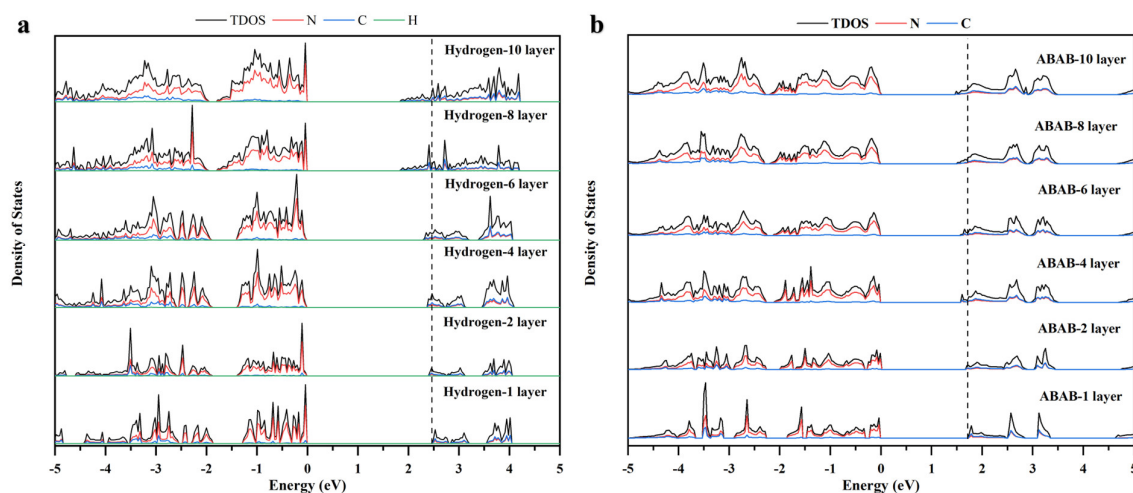 a
TDOS N C H
Hydrogen-10 layer
Hydrogen-8 layer
Hydrogen-6 layer
Hydrogen-4 layer
Hydrogen-2 layer
Hydrogen-1 layer
Density of States
-5 -4 -3 -2 -1 0 1 2 3 4 5
Energy (eV)
b
TDOS N C
ABAB-10 layer
ABAB-8 layer
ABAB-6 layer
ABAB-4 layer
ABAB-2 layer
ABAB-1 layer
Density of States
-5 -4 -3 -2 -1 0 1 2 3 4 5
Energy (eV)